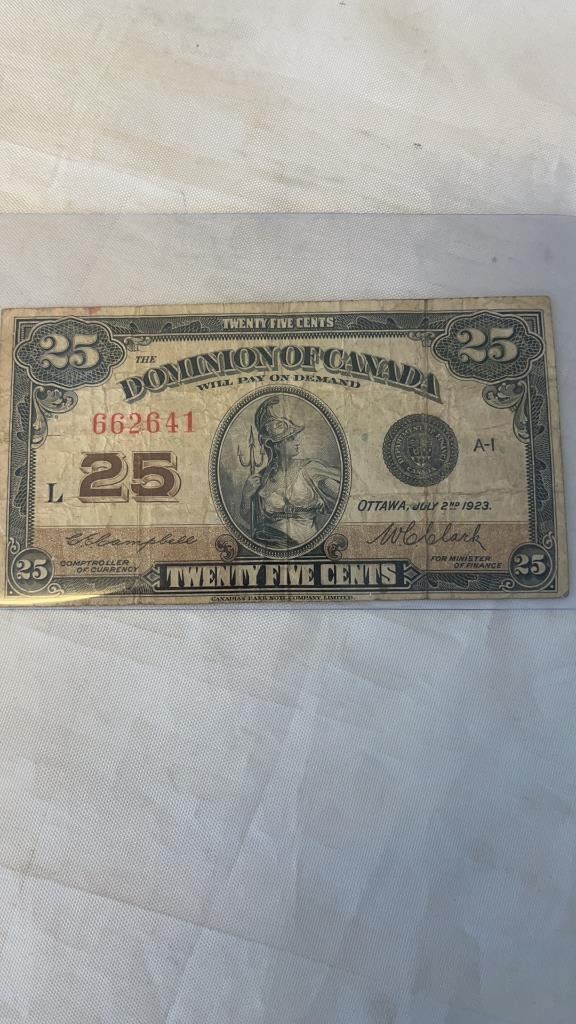 TWENTY FIVE CENTS
25
25
THE
DOMINION OF CANADA
WILL PAY ON DEMAND
662641
A-1
L 25
OTTAWA, JULY 2ND 1923.
C E Campbell
W C Clark
COMPTROLLER
OF CURRENCY
FOR MINISTER
OF FINANCE
25
TWENTY FIVE CENTS
25
CANADIAN BANK NOTE COMPANY, LIMITED.